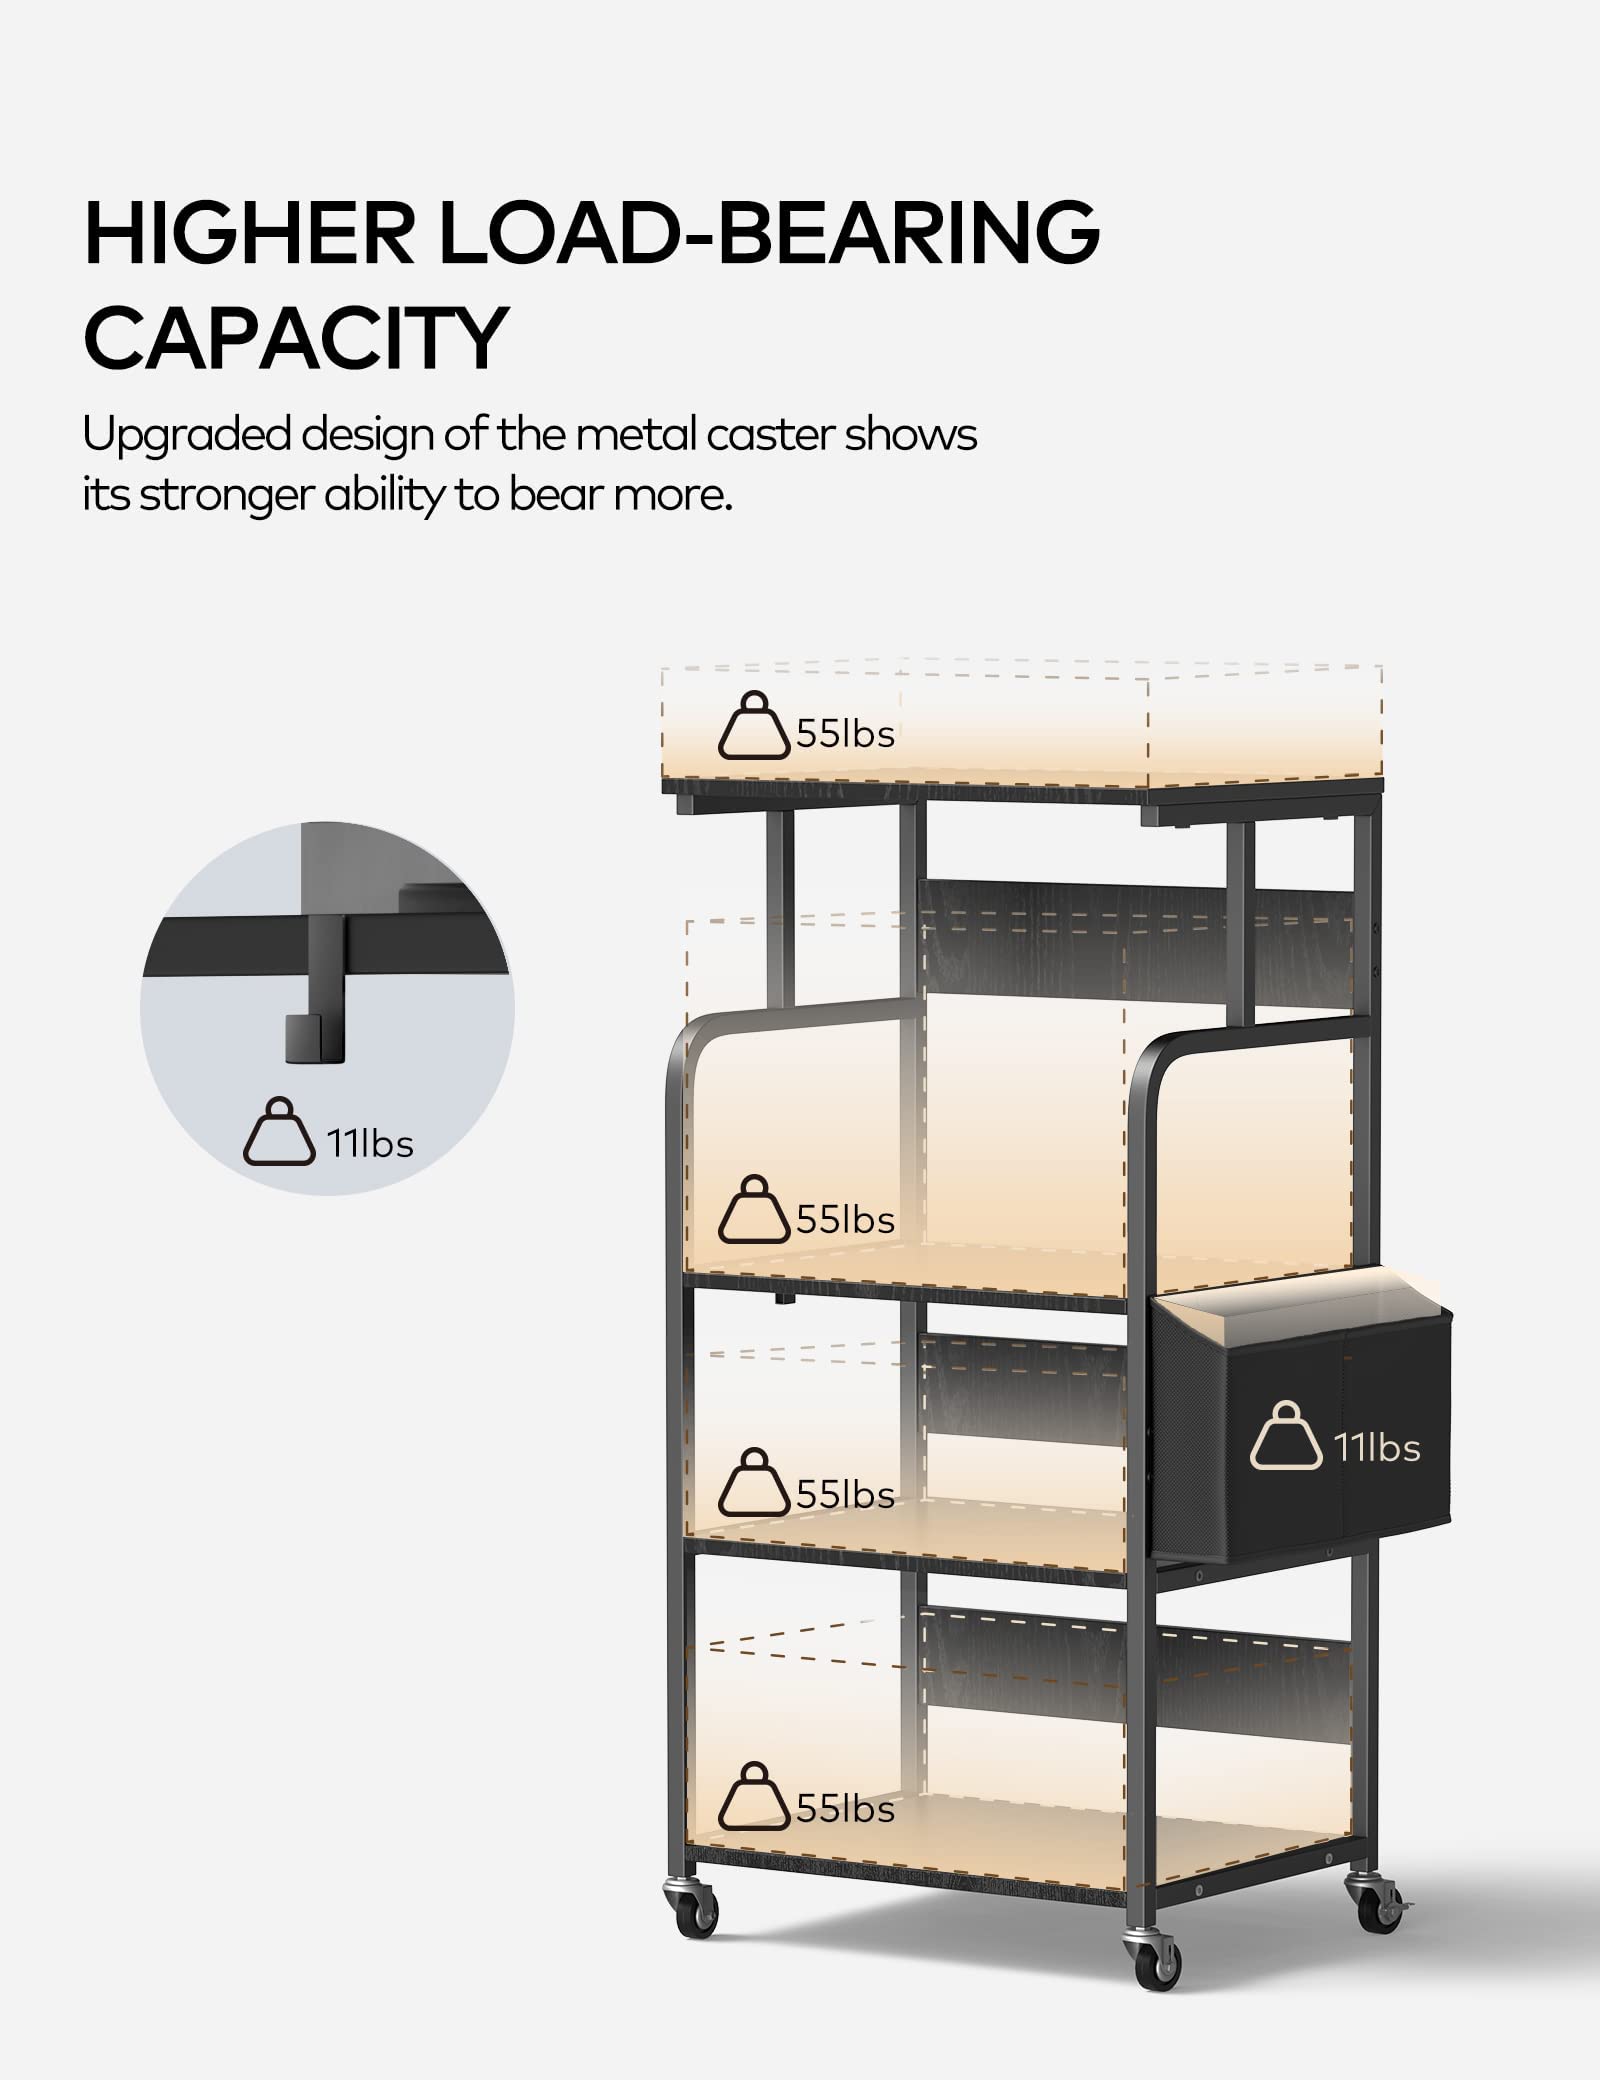 HIGHER LOAD-BEARING
CAPACITY
Upgraded design of the metal caster shows
its stronger ability to bear more.
55lbs
11lbs
55lbs
55lbs
11lbs
55lbs